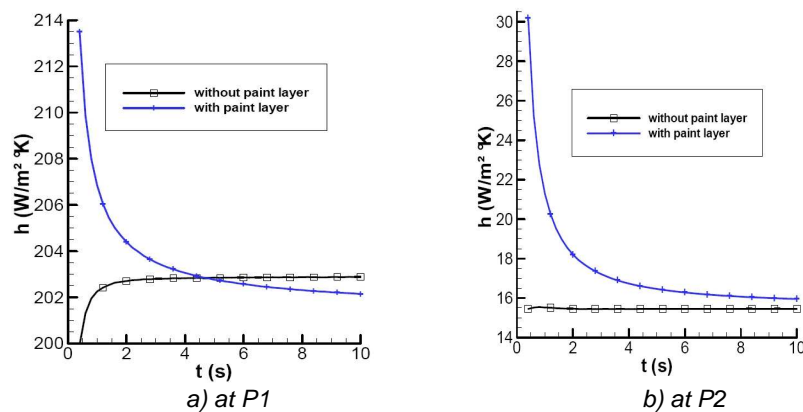 214
212
210
208
206
204
203
202
200
h (W/m² °K)
without paint layer
with paint layer
0 2 4 6 8 10
t (s)
a) at P1
30
28
26
24
22
20
18
16
14
h (W/m² °K)
without paint layer
with paint layer
0 2 4 6 8 10
t (s)
b) at P2